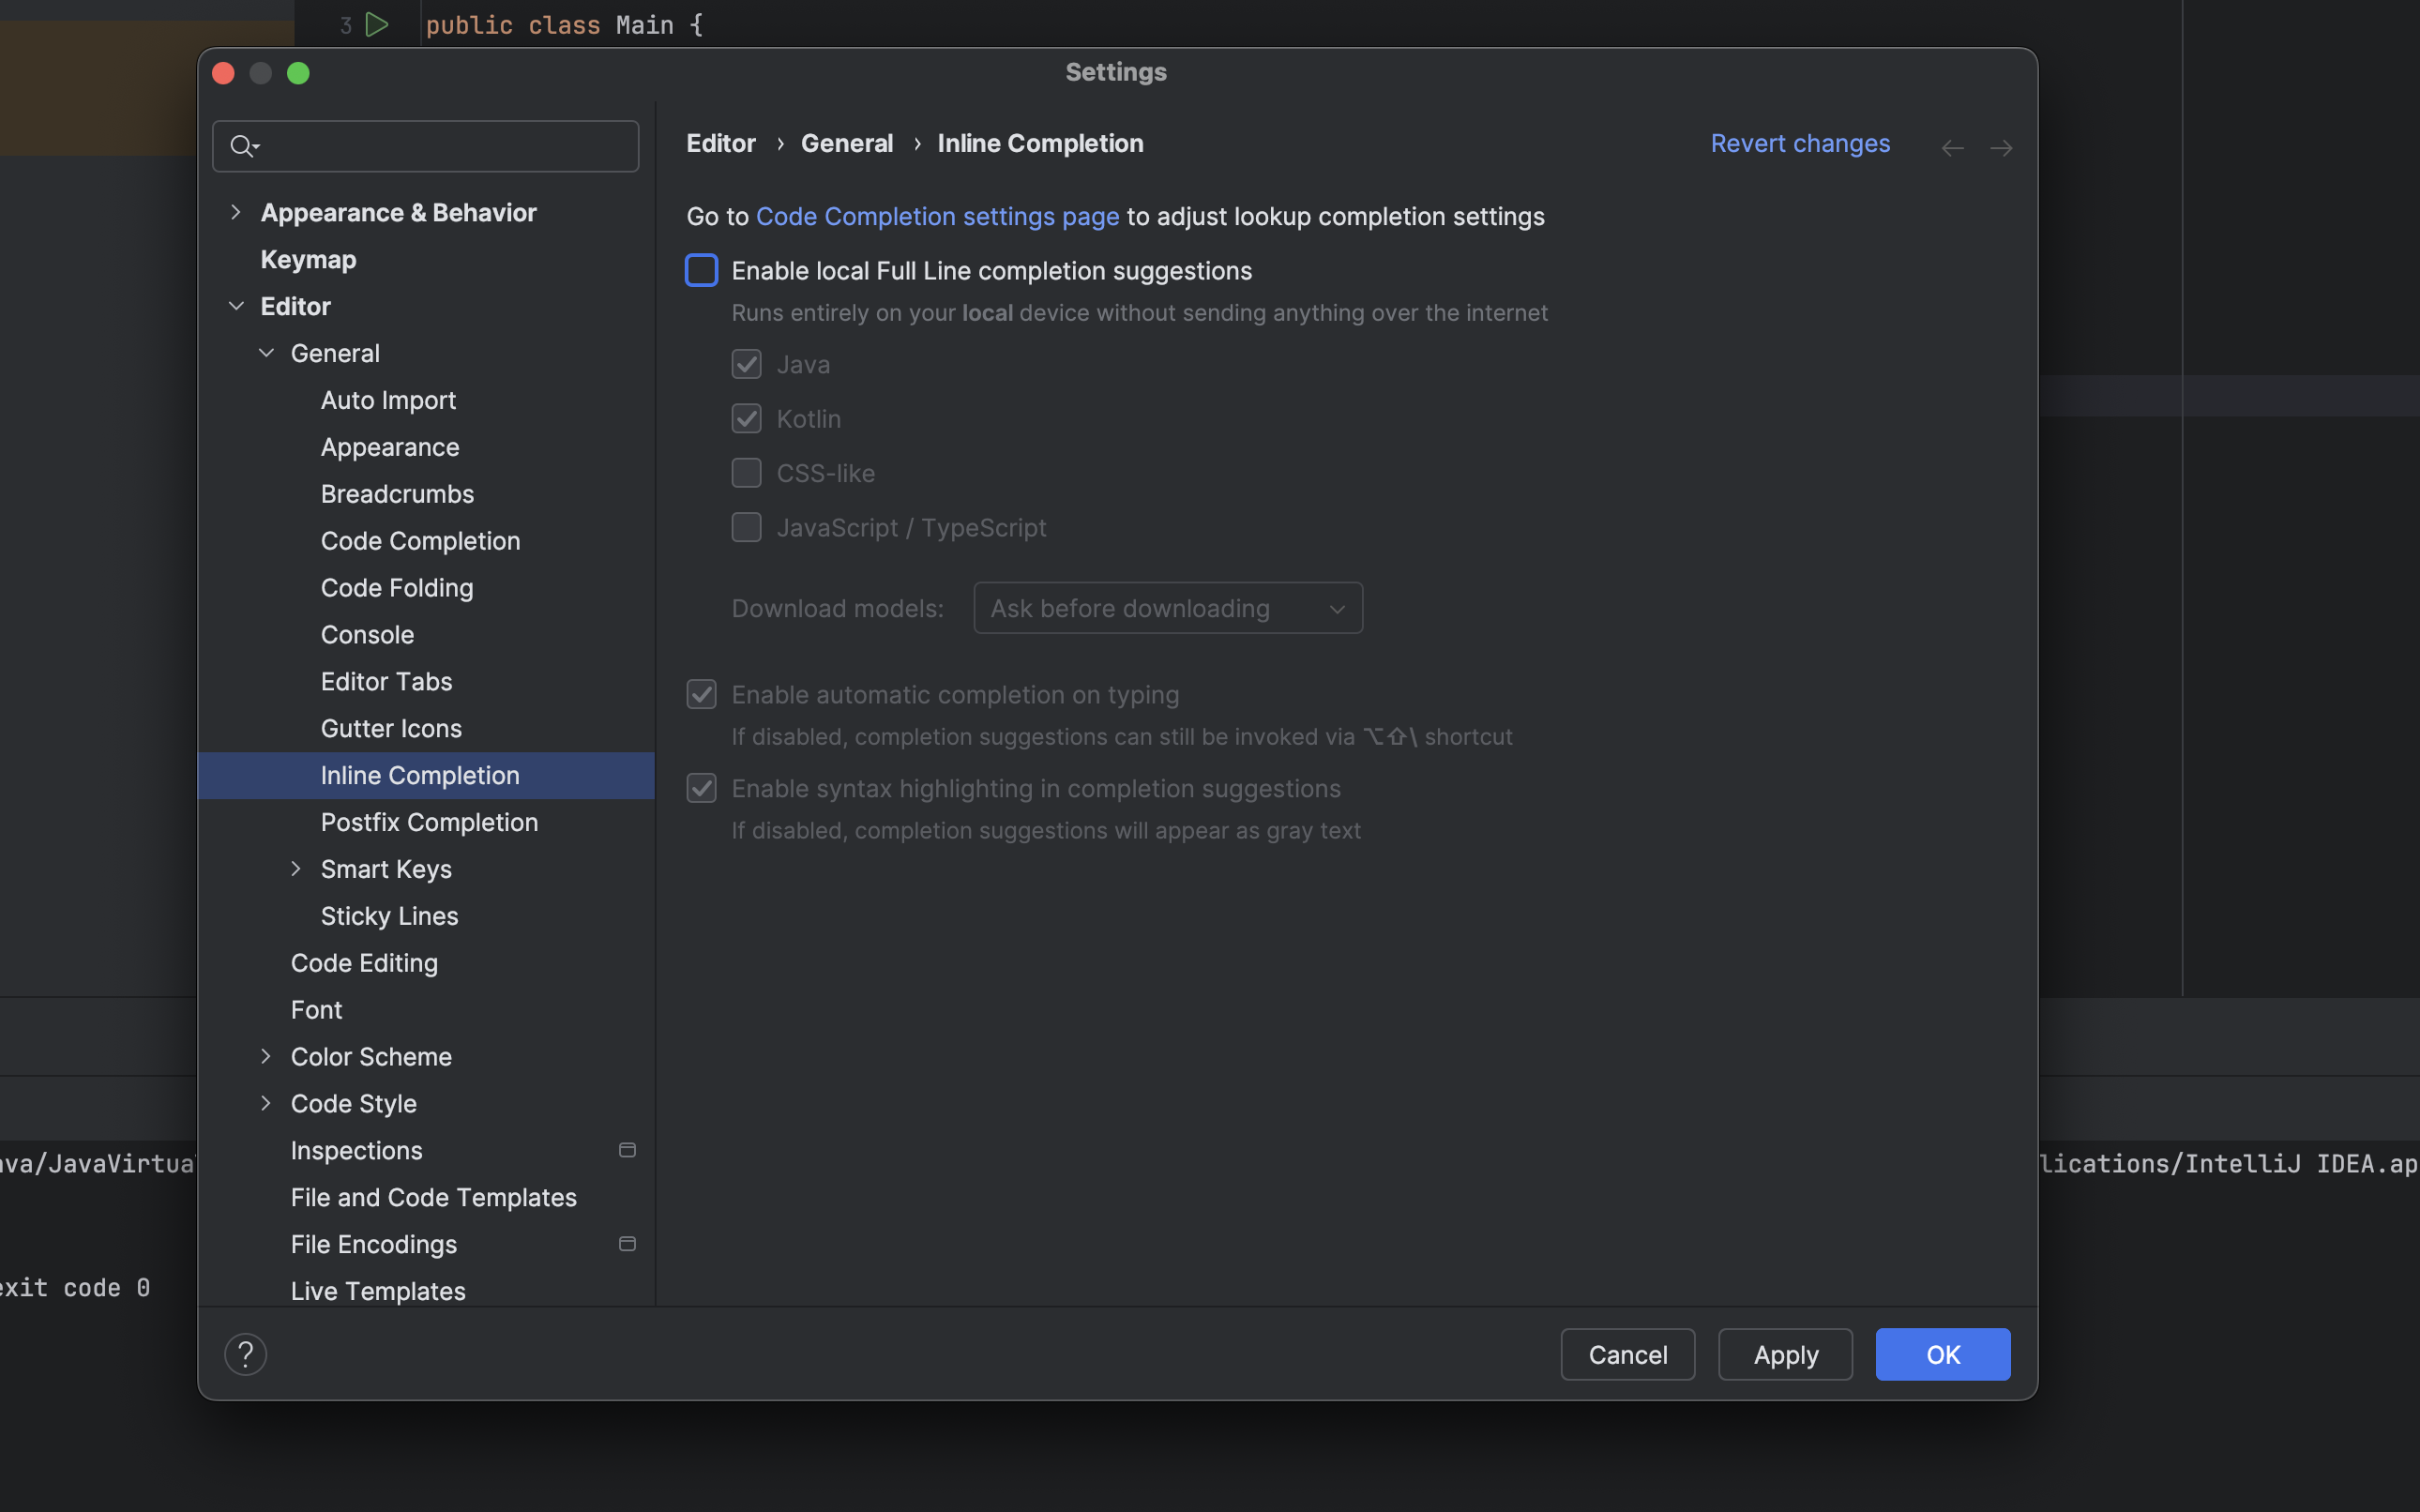 3 public class Main {
Settings
Editor › General › Inline Completion
Revert changes
Appearance & Behavior
Keymap
Editor
General
Auto Import
Appearance
Breadcrumbs
Code Completion
Code Folding
Console
Editor Tabs
Gutter Icons
Inline Completion
Postfix Completion
Smart Keys
Sticky Lines
Code Editing
Font
Color Scheme
Code Style
Inspections
File and Code Templates
File Encodings
Live Templates
Go to Code Completion settings page to adjust lookup completion settings
Enable local Full Line completion suggestions
Runs entirely on your local device without sending anything over the internet
Java
Kotlin
CSS-like
JavaScript / TypeScript
Download models: Ask before downloading
Enable automatic completion on typing
If disabled, completion suggestions can still be invoked via ⌥⇧\ shortcut
Enable syntax highlighting in completion suggestions
If disabled, completion suggestions will appear as gray text
ava/JavaVirtua
lications/IntelliJ IDEA.ap
exit code 0
?
Cancel
Apply
OK